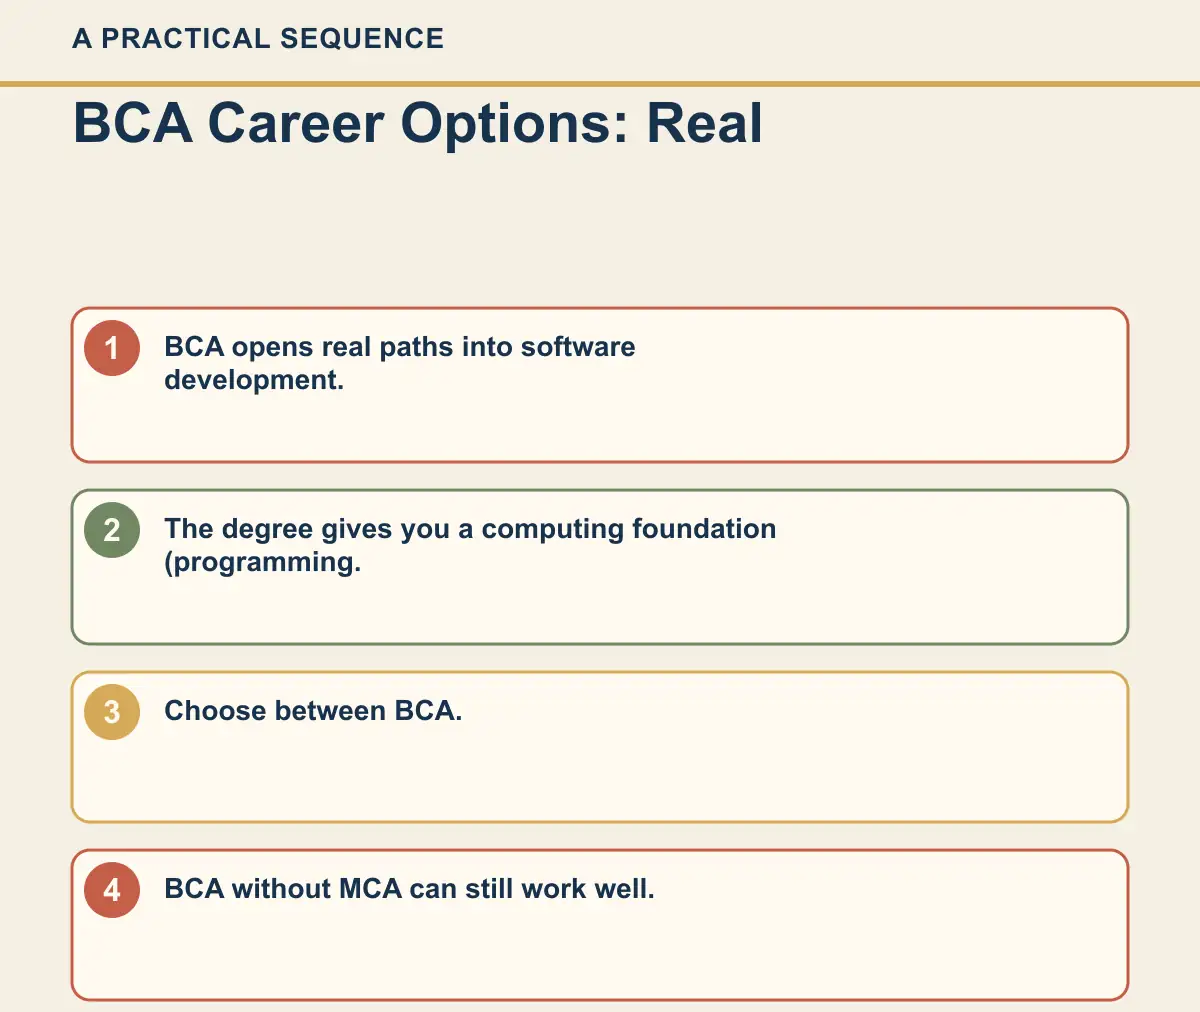 A PRACTICAL SEQUENCE
BCA Career Options: Real
1
BCA opens real paths into software
development.
2
The degree gives you a computing foundation
(programming.
3
Choose between BCA.
4
BCA without MCA can still work well.